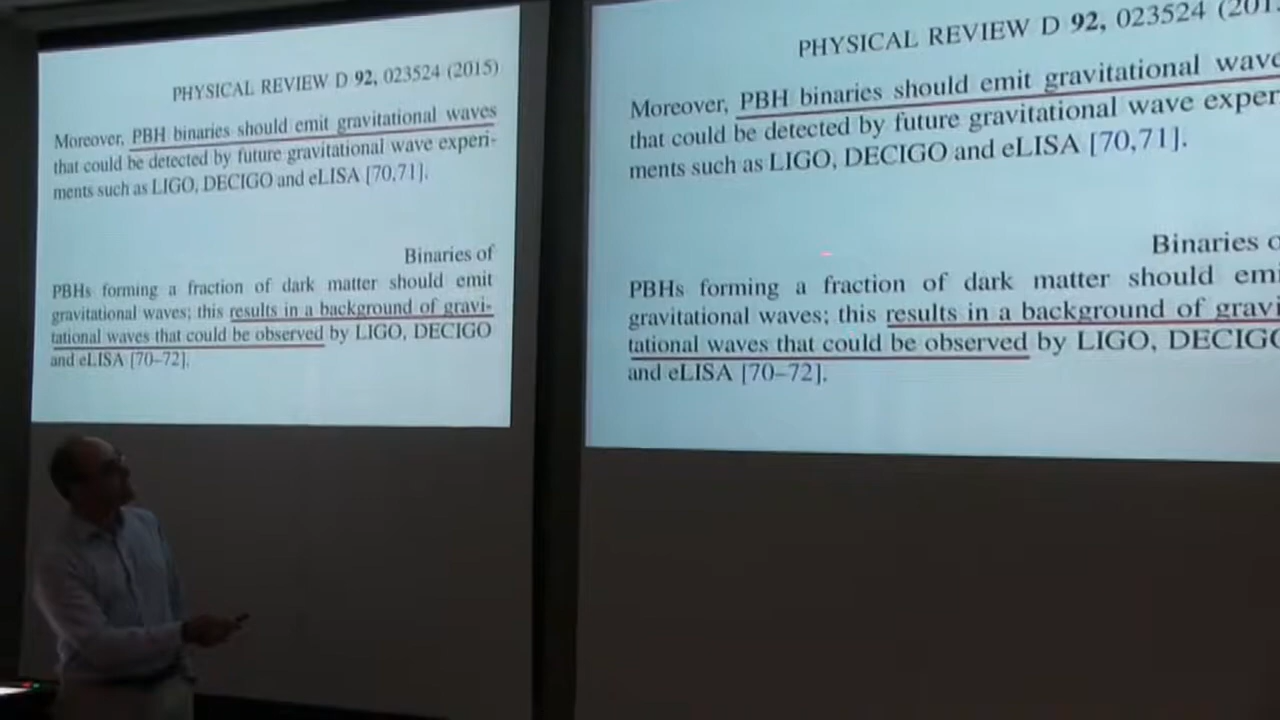 PHYSICAL REVIEW D 92, 023524 (2015)
Moreover, PBH binaries should emit gravitational waves
that could be detected by future gravitational wave experi-
ments such as LIGO, DECIGO and eLISA [70,71].
Binaries of
PBHs forming a fraction of dark matter should emit
gravitational waves; this results in a background of gravi-
tational waves that could be observed by LIGO, DECIGO
and eLISA [70–72].
PHYSICAL REVIEW D 92, 023524 (201
Moreover, PBH binaries should emit gravitational wave
that could be detected by future gravitational wave exper
ments such as LIGO, DECIGO and eLISA [70,71].
Binaries o
PBHs forming a fraction of dark matter should emi
gravitational waves; this results in a background of gravi
tational waves that could be observed by LIGO, DECIGO
and eLISA [70–72].